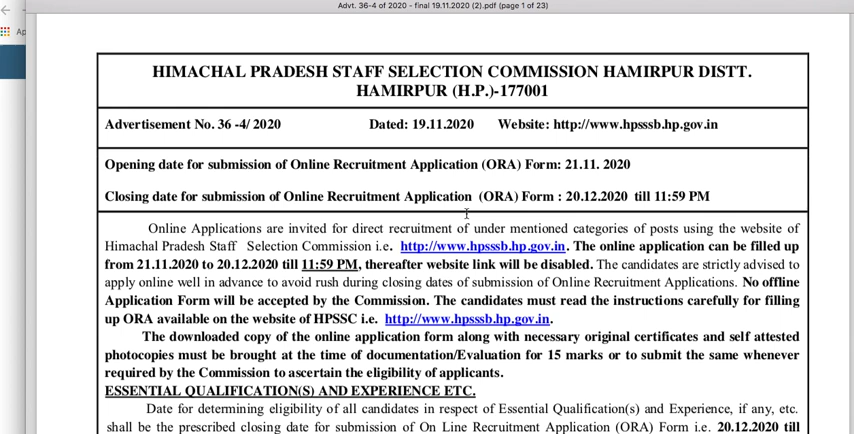 Advt. 36-4 of 2020 - final 19.11.2020 (2).pdf (page 1 of 23)
Ap
HIMACHAL PRADESH STAFF SELECTION COMMISSION HAMIRPUR DISTT.
HAMIRPUR (H.P.)-177001
Advertisement No. 36 -4/ 2020 Dated: 19.11.2020 Website: http://www.hpsssb.hp.gov.in
Opening date for submission of Online Recruitment Application (ORA) Form: 21.11. 2020
Closing date for submission of Online Recruitment Application (ORA) Form : 20.12.2020 till 11:59 PM
Online Applications are invited for direct recruitment of under mentioned categories of posts using the website of
Himachal Pradesh Staff Selection Commission i.e. http://www.hpsssb.hp.gov.in. The online application can be filled up
from 21.11.2020 to 20.12.2020 till 11:59 PM, thereafter website link will be disabled. The candidates are strictly advised to
apply online well in advance to avoid rush during closing dates of submission of Online Recruitment Applications. No offline
Application Form will be accepted by the Commission. The candidates must read the instructions carefully for filling
up ORA available on the website of HPSSC i.e. http://www.hpsssb.hp.gov.in.
The downloaded copy of the online application form along with necessary original certificates and self attested
photocopies must be brought at the time of documentation/Evaluation for 15 marks or to submit the same whenever
required by the Commission to ascertain the eligibility of applicants.
ESSENTIAL QUALIFICATION(S) AND EXPERIENCE ETC.
Date for determining eligibility of all candidates in respect of Essential Qualification(s) and Experience, if any, etc.
shall be the prescribed closing date for submission of On Line Recruitment Application (ORA) Form i.e. 20.12.2020 till